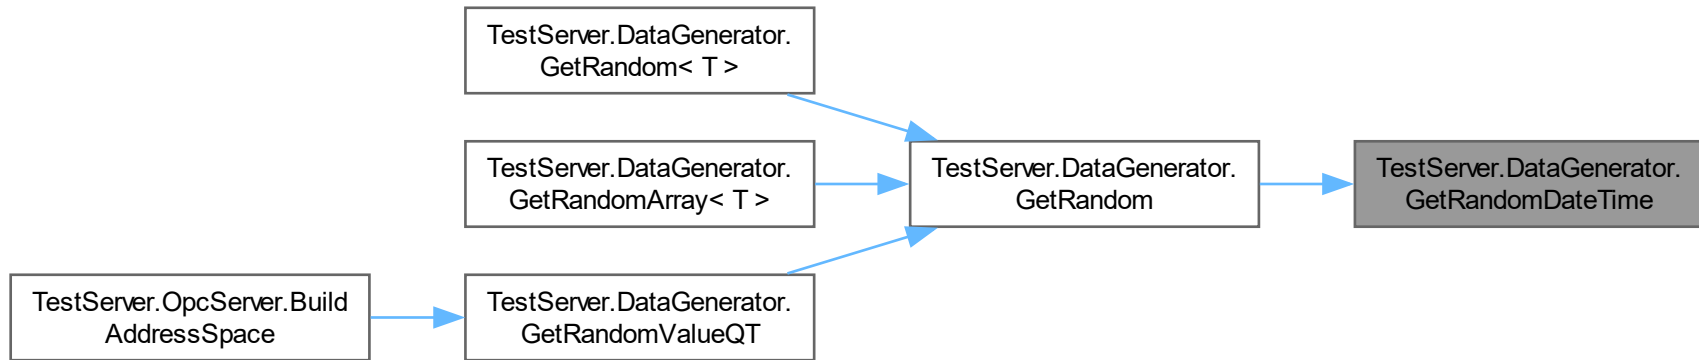 TestServer.DataGenerator.
GetRandom< T >
TestServer.DataGenerator.
GetRandomArray< T >
TestServer.DataGenerator.
GetRandom
TestServer.DataGenerator.
GetRandomDateTime
TestServer.OpcServer.Build
AddressSpace
TestServer.DataGenerator.
GetRandomValueQT